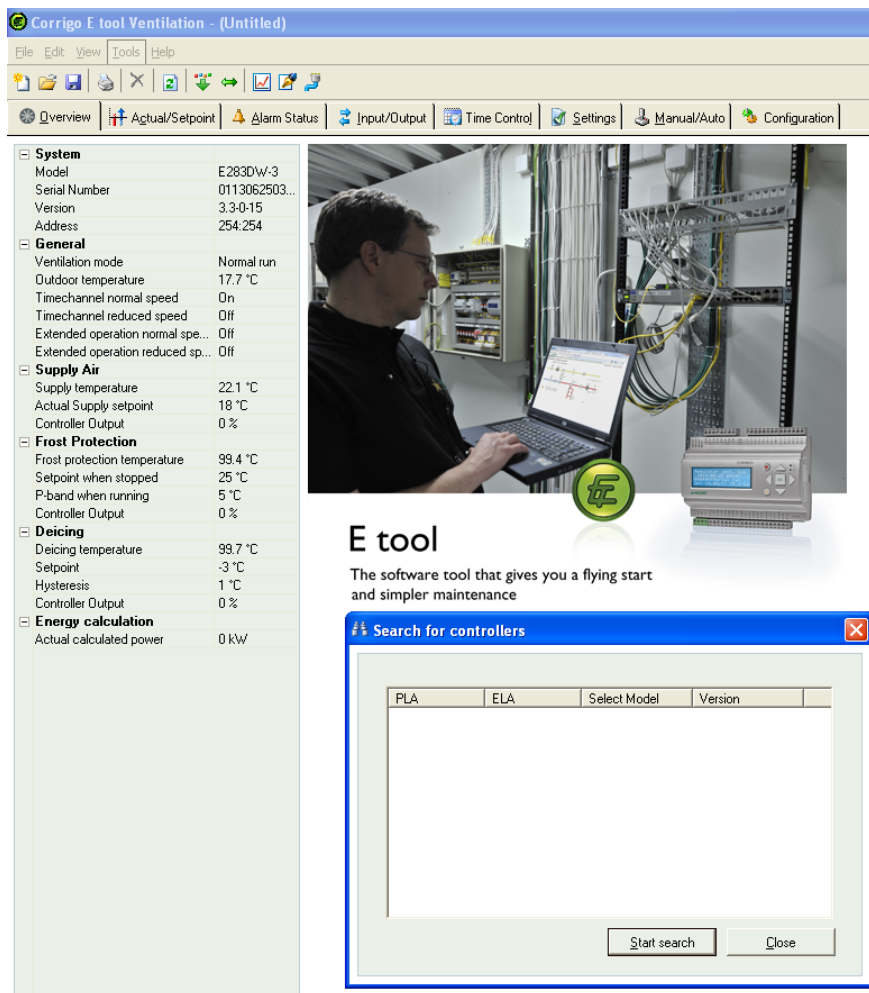 Corrigo E tool Ventilation - (Untitled)
File Edit View Tools Help
Overview Actual/Setpoint Alarm Status Input/Output Time Control Settings Manual/Auto Configuration
System
Model E283DW-3
Serial Number 0113062503...
Version 3.3-0-15
Address 254:254
General
Ventilation mode Normal run
Outdoor temperature 17.7 °C
Timechannel normal speed On
Timechannel reduced speed Off
Extended operation normal spe... Off
Extended operation reduced sp... Off
Supply Air
Supply temperature 22.1 °C
Actual Supply setpoint 18 °C
Controller Output 0 %
Frost Protection
Frost protection temperature 99.4 °C
Setpoint when stopped 25 °C
P-band when running 5 °C
Controller Output 0 %
Deicing
Deicing temperature 99.7 °C
Setpoint -3 °C
Hysteresis 1 °C
Controller Output 0 %
Energy calculation
Actual calculated power 0 kW
E tool
The software tool that gives you a flying start
and simpler maintenance
Search for controllers
PLA ELA Select Model Version
Start search Close